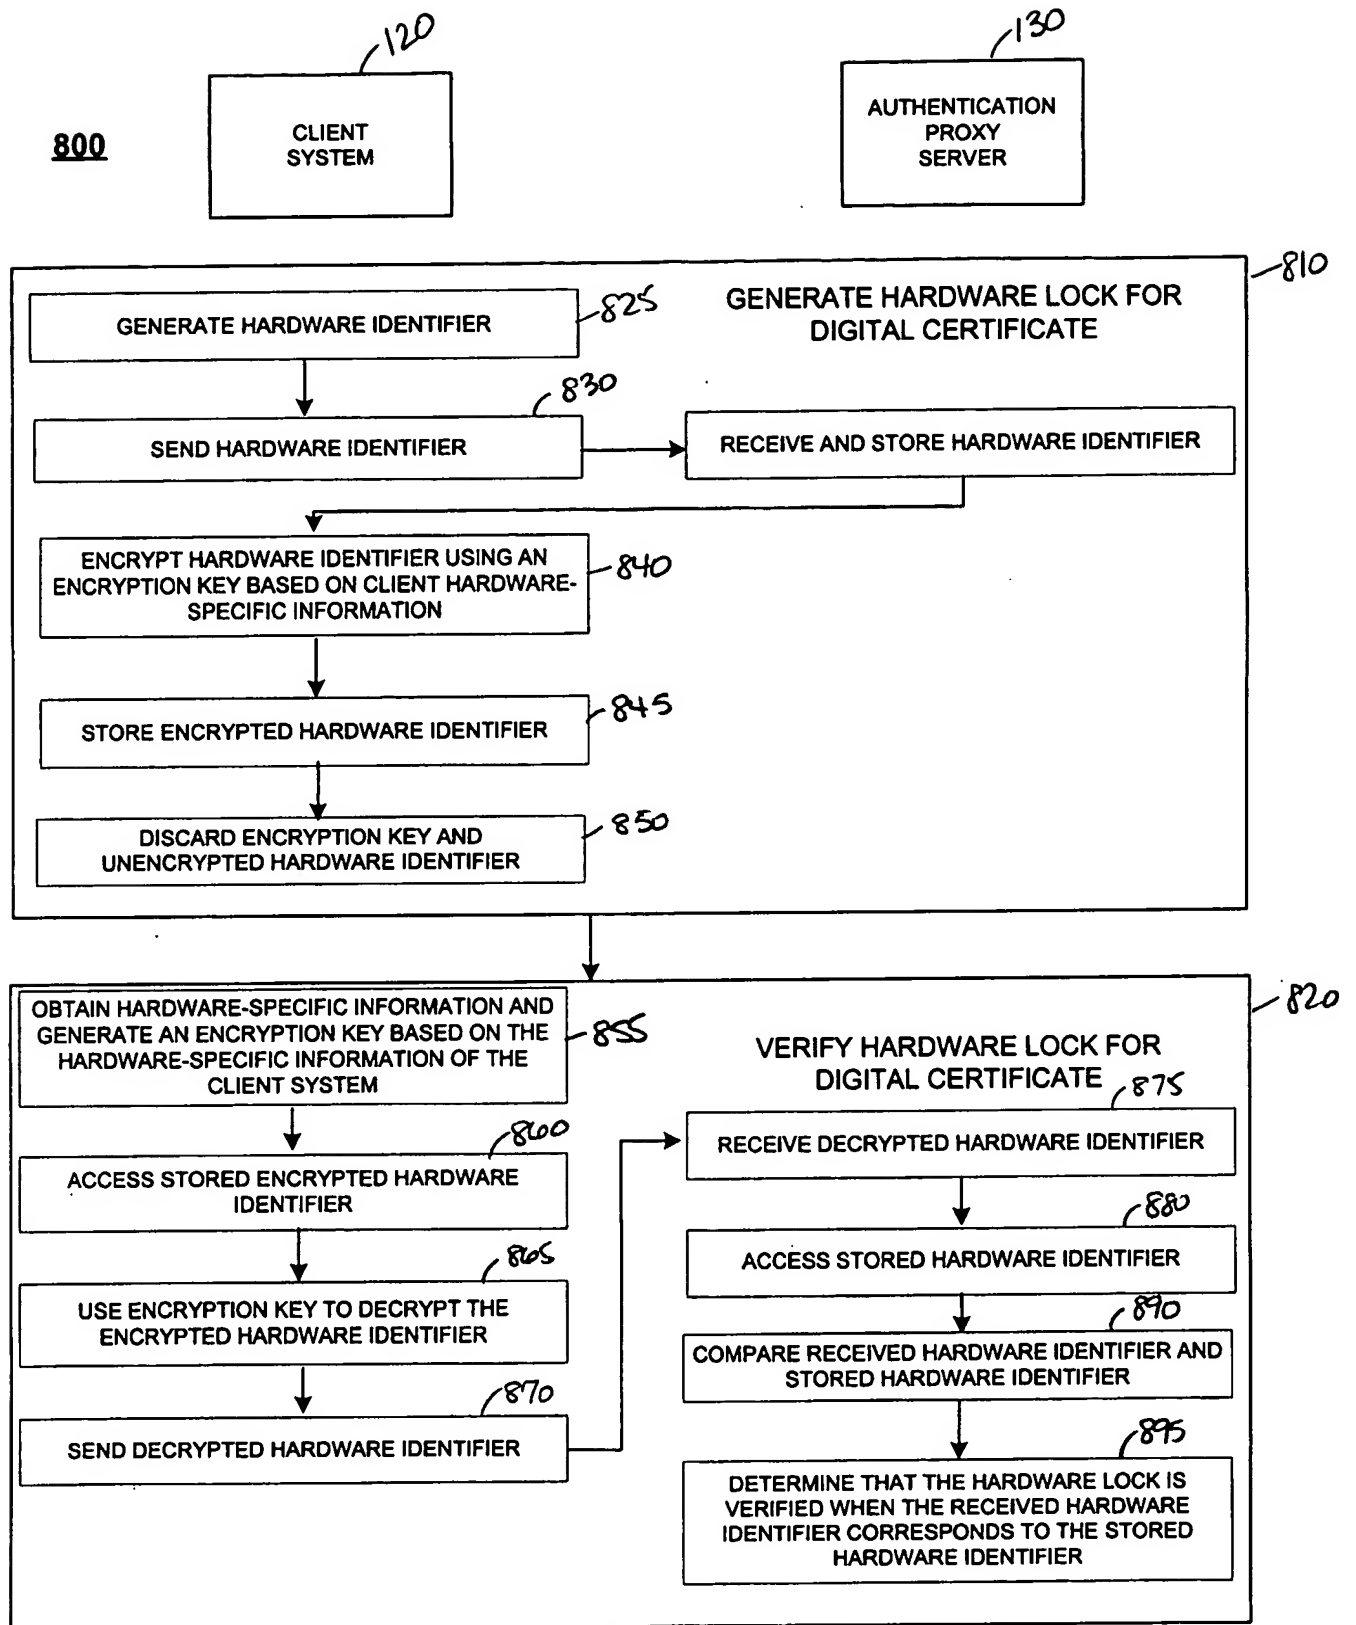 120
130
800
CLIENT
SYSTEM
AUTHENTICATION
PROXY
SERVER
810
GENERATE HARDWARE IDENTIFIER
825
GENERATE HARDWARE LOCK FOR
DIGITAL CERTIFICATE
830
SEND HARDWARE IDENTIFIER
RECEIVE AND STORE HARDWARE IDENTIFIER
ENCRYPT HARDWARE IDENTIFIER USING AN
ENCRYPTION KEY BASED ON CLIENT HARDWARE-
SPECIFIC INFORMATION
840
STORE ENCRYPTED HARDWARE IDENTIFIER
845
DISCARD ENCRYPTION KEY AND
UNENCRYPTED HARDWARE IDENTIFIER
850
820
OBTAIN HARDWARE-SPECIFIC INFORMATION AND
GENERATE AN ENCRYPTION KEY BASED ON THE
HARDWARE-SPECIFIC INFORMATION OF THE
CLIENT SYSTEM
855
VERIFY HARDWARE LOCK FOR
DIGITAL CERTIFICATE
860
ACCESS STORED ENCRYPTED HARDWARE
IDENTIFIER
865
USE ENCRYPTION KEY TO DECRYPT THE
ENCRYPTED HARDWARE IDENTIFIER
870
SEND DECRYPTED HARDWARE IDENTIFIER
875
RECEIVE DECRYPTED HARDWARE IDENTIFIER
880
ACCESS STORED HARDWARE IDENTIFIER
890
COMPARE RECEIVED HARDWARE IDENTIFIER AND
STORED HARDWARE IDENTIFIER
895
DETERMINE THAT THE HARDWARE LOCK IS
VERIFIED WHEN THE RECEIVED HARDWARE
IDENTIFIER CORRESPONDS TO THE STORED
HARDWARE IDENTIFIER